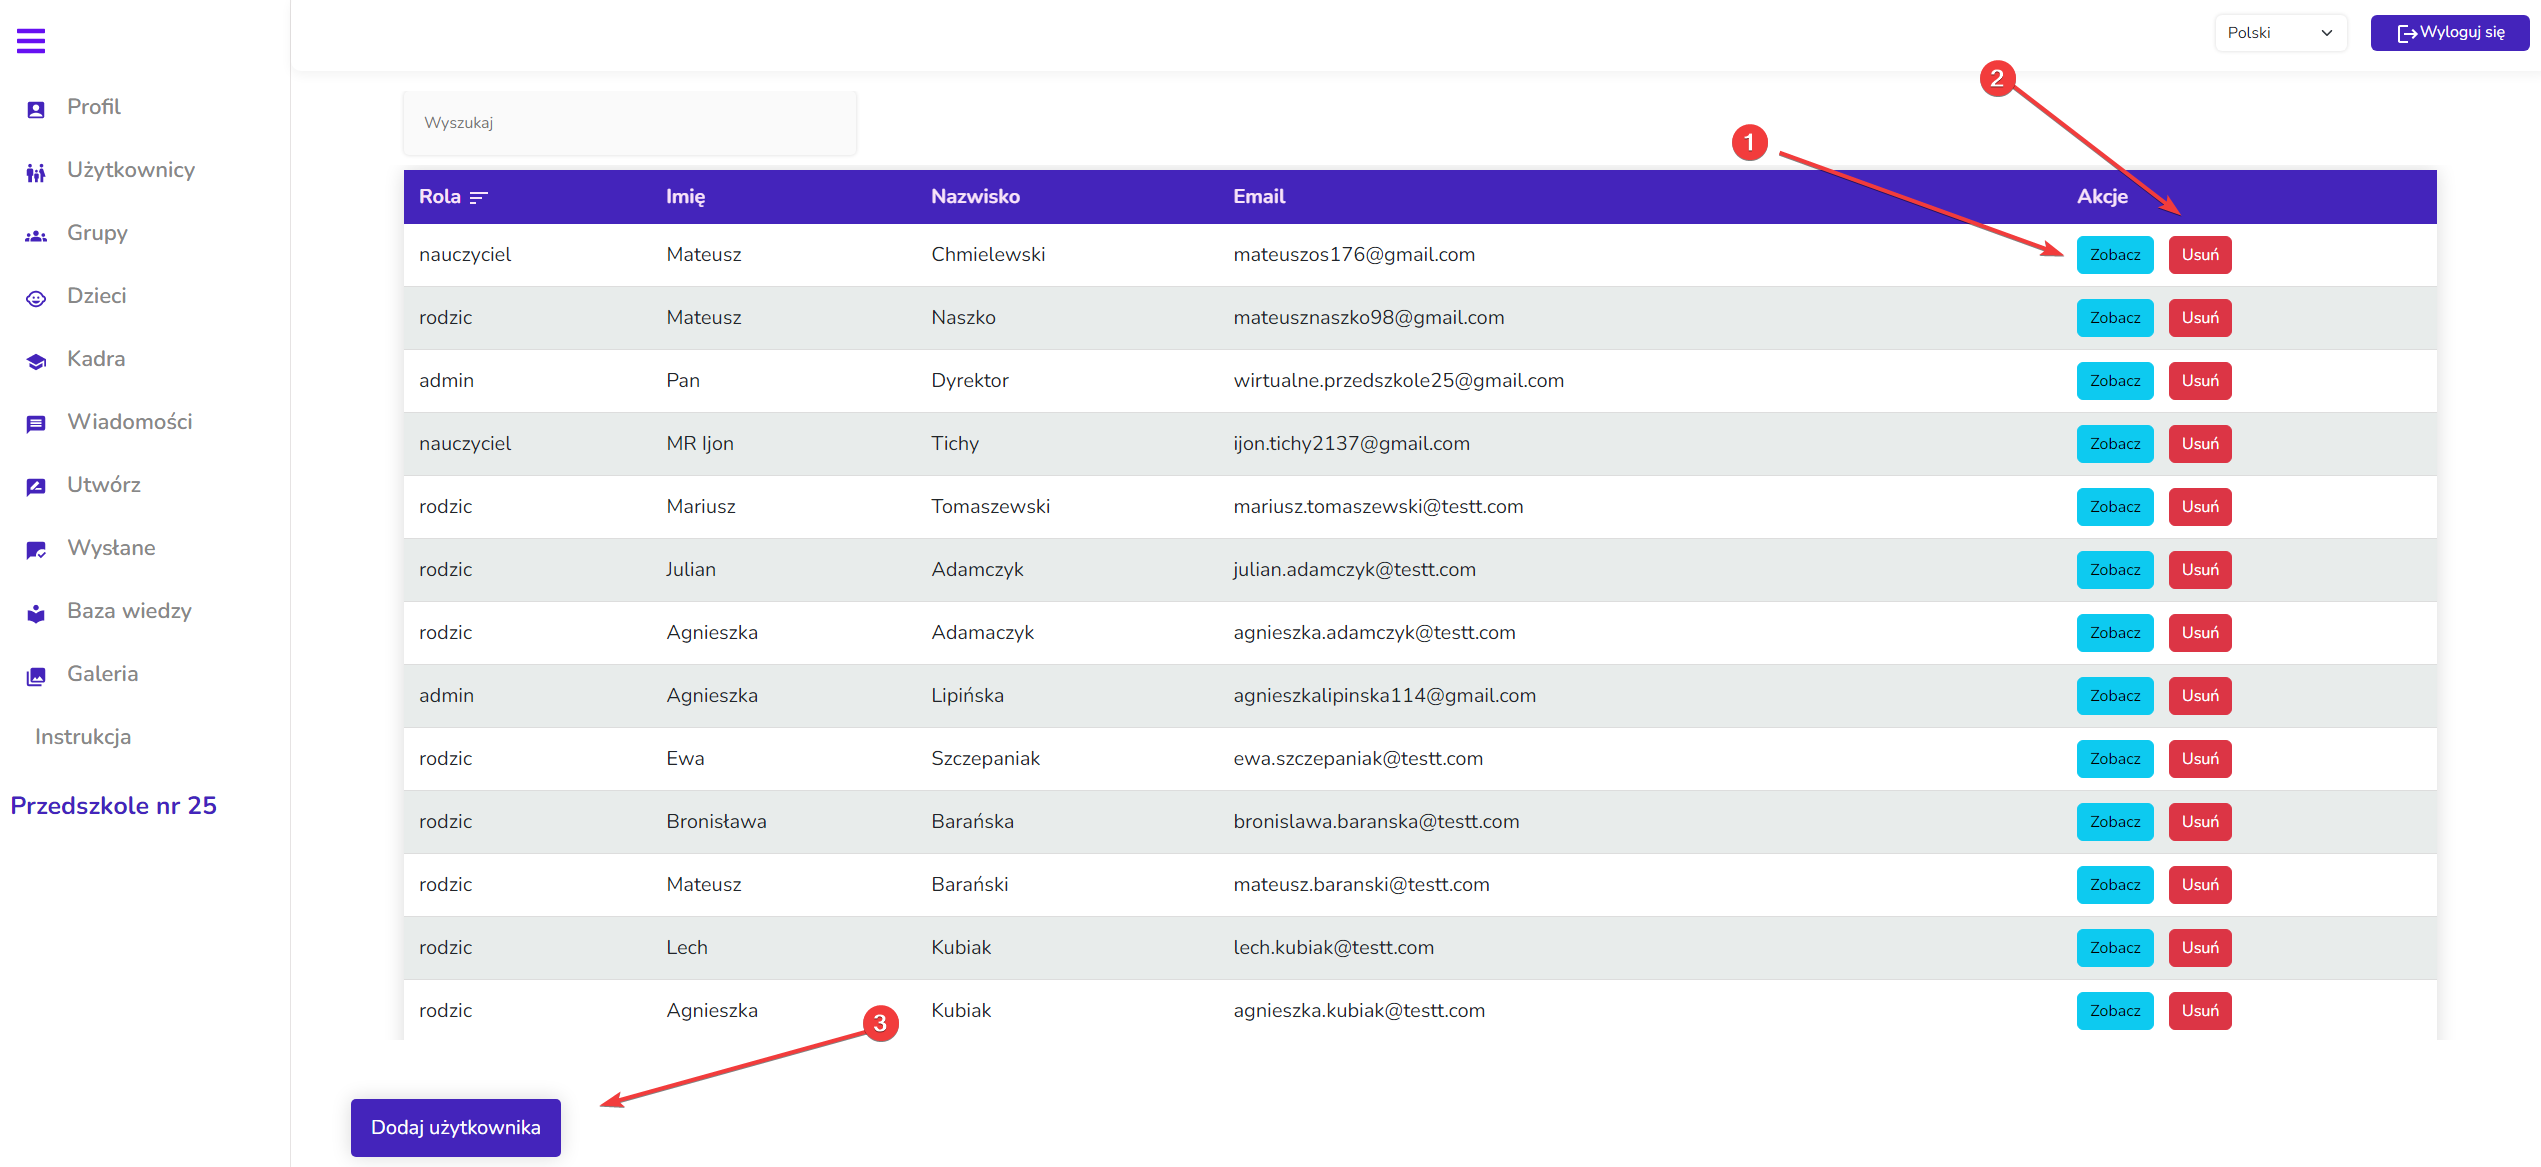 Polski
Wyloguj się
2
1
Profil
Użytkownicy
Grupy
Dzieci
Kadra
Wiadomości
Utwórz
Wysłane
Baza wiedzy
Galeria
Instrukcja
Przedszkole nr 25
Wyszukaj
Rola Imię Nazwisko Email Akcje
nauczyciel Mateusz Chmielewski mateuszos176@gmail.com Zobacz Usuń
rodzic Mateusz Naszko mateusznaszko98@gmail.com Zobacz Usuń
admin Pan Dyrektor wirtualne.przedszkole25@gmail.com Zobacz Usuń
nauczyciel MR Ijon Tichy ijon.tichy2137@gmail.com Zobacz Usuń
rodzic Mariusz Tomaszewski mariusz.tomaszewski@testt.com Zobacz Usuń
rodzic Julian Adamczyk julian.adamczyk@testt.com Zobacz Usuń
rodzic Agnieszka Adamaczyk agnieszka.adamczyk@testt.com Zobacz Usuń
admin Agnieszka Lipińska agnieszkalipinska114@gmail.com Zobacz Usuń
rodzic Ewa Szczepaniak ewa.szczepaniak@testt.com Zobacz Usuń
rodzic Bronisława Barańska bronislawa.baranska@testt.com Zobacz Usuń
rodzic Mateusz Barański mateusz.baranski@testt.com Zobacz Usuń
rodzic Lech Kubiak lech.kubiak@testt.com Zobacz Usuń
rodzic Agnieszka Kubiak agnieszka.kubiak@testt.com Zobacz Usuń
3
Dodaj użytkownika